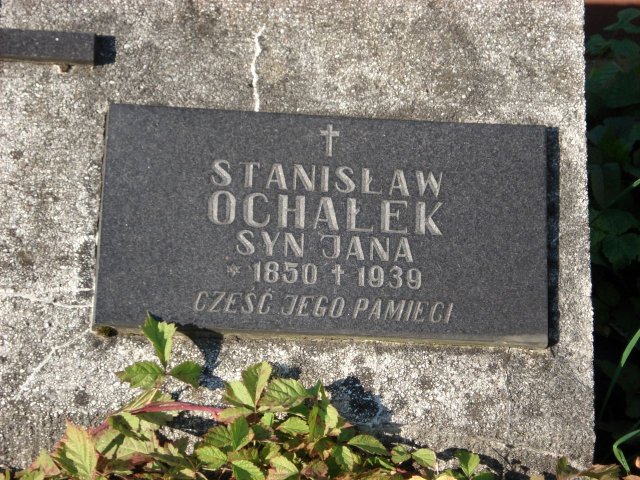 STANISŁAW
OCHAŁEK
SYN JANA
* 1850 † 1939
CZEŚĆ JEGO PAMIĘCI